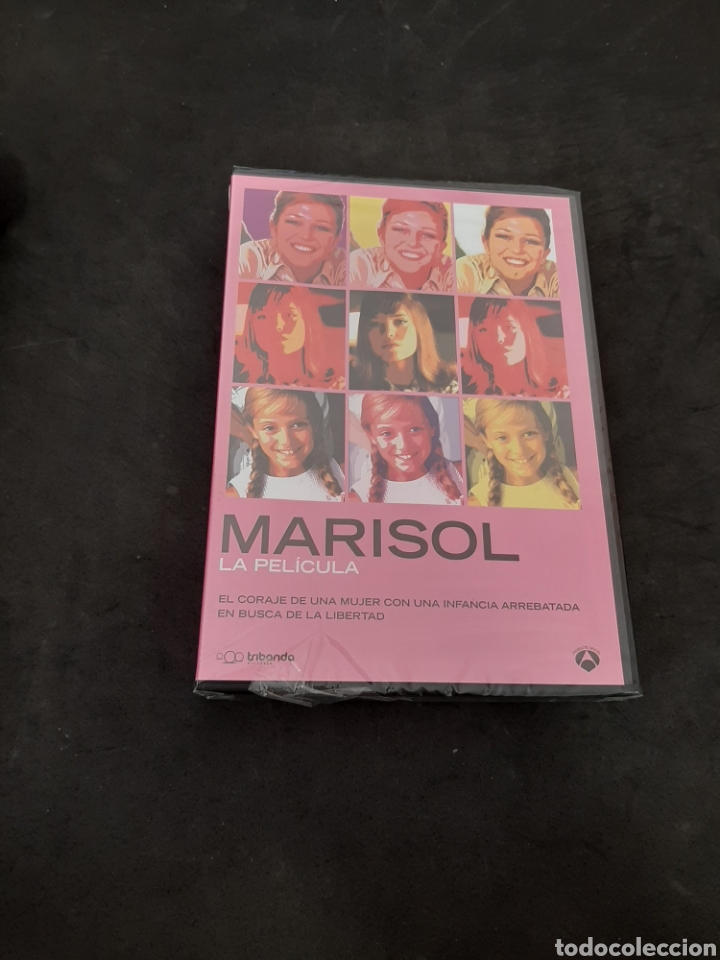 MARISOL
LA PELÍCULA
EL CORAJE DE UNA MUJER CON UNA INFANCIA ARREBATADA
EN BUSCA DE LA LIBERTAD
tribanda
todocoleccion